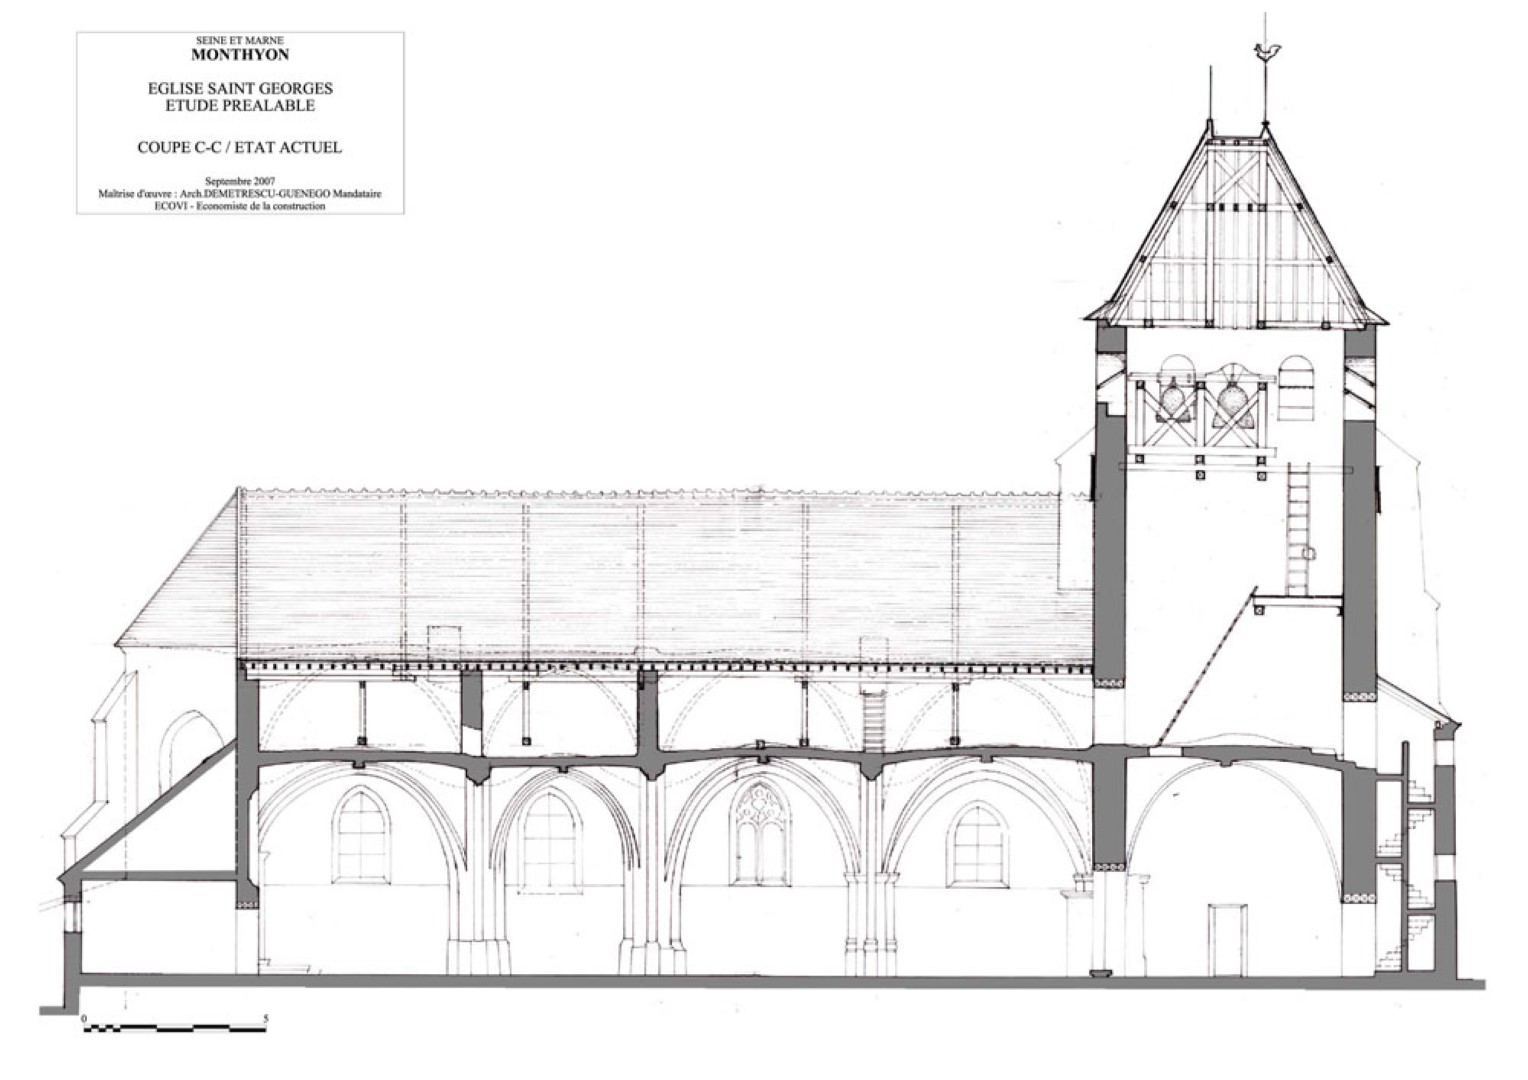 SEINE ET MARNE
MONTHYON
EGLISE SAINT GEORGES
ETUDE PREALABLE
COUPE C-C / ETAT ACTUEL
Septembre 2007
Maîtrise d'œuvre : Arch.DEMETRESCU-GUENEGO Mandataire
ECOVI - Economiste de la construction
0 5